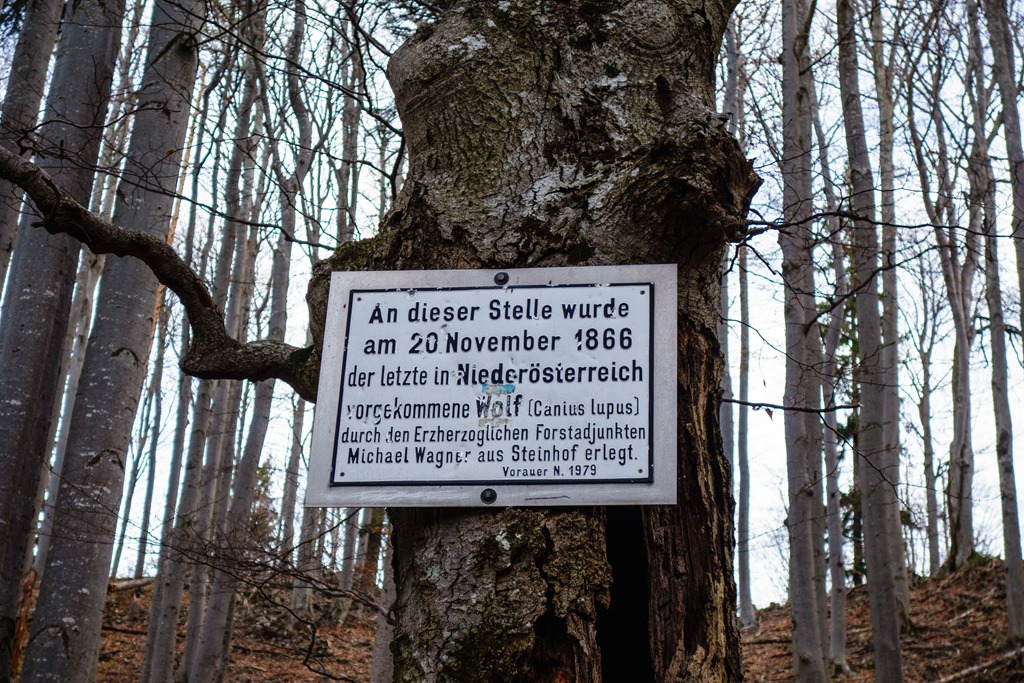 An dieser Stelle wurde
am 20 November 1866
der letzte in Niederösterreich
vorgekommene Wolf (Canius lupus)
durch den Erzherzoglichen Forstadjunkten
Michael Wagner aus Steinhof erlegt.
Vorauer N. 1979